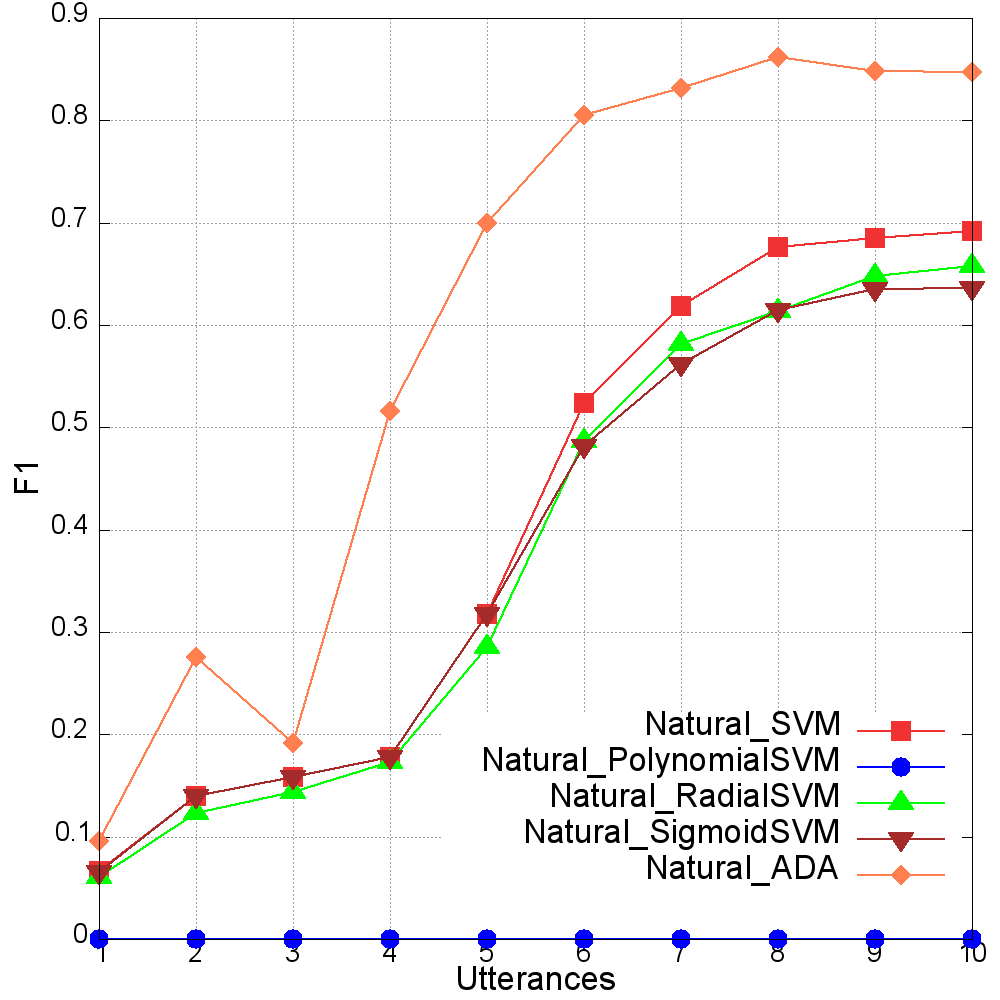 0.9
0.8
0.7
0.6
0.5
0.4
0.3
0.2
0.1
0
F1
Natural_SVM
Natural_PolynomialSVM
Natural_RadialSVM
Natural_SigmoidSVM
Natural_ADA
1 2 3 4 5 6 7 8 9 10
Utterances